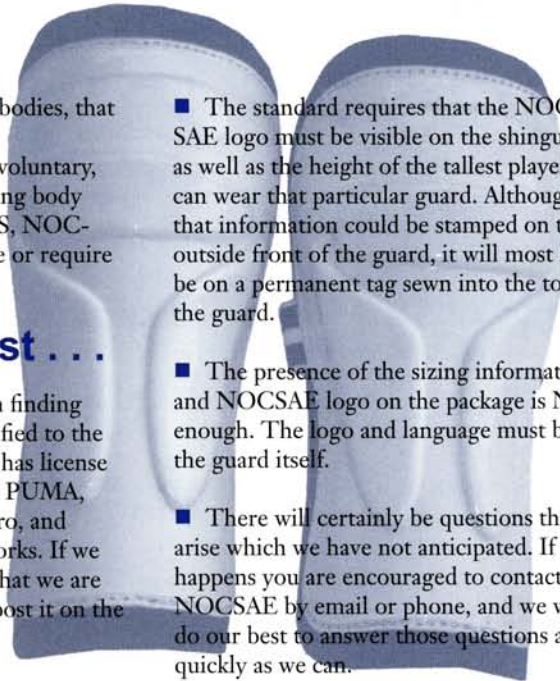 bodies, that
voluntary,
ng body
S, NOC-
e or require
st . . .
n finding
fied to the
has license
PUMA,
ro, and
orks. If we
hat we are
post it on the
■ The standard requires that the NOC
SAE logo must be visible on the shingu
as well as the height of the tallest playe
can wear that particular guard. Althoug
that information could be stamped on t
outside front of the guard, it will most
be on a permanent tag sewn into the to
the guard.
■ The presence of the sizing informat
and NOCSAE logo on the package is N
enough. The logo and language must b
the guard itself.
■ There will certainly be questions th
arise which we have not anticipated. If
happens you are encouraged to contact
NOCSAE by email or phone, and we w
do our best to answer those questions a
quickly as we can.